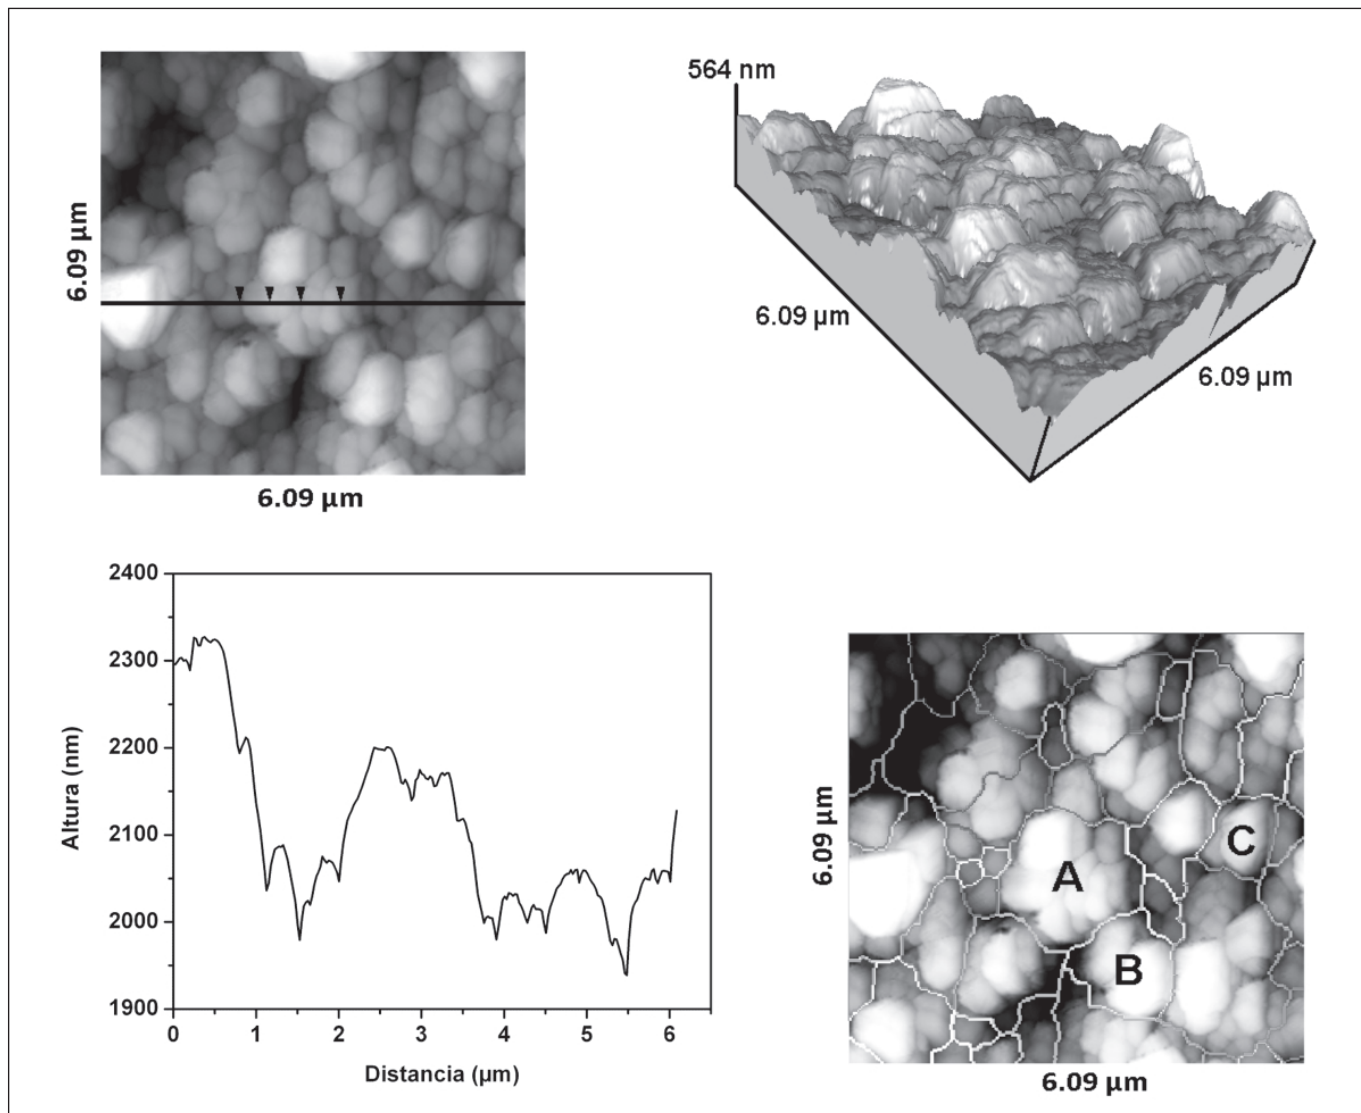 6.09 µm
6.09 µm
564 nm
6.09 µm
6.09 µm
2400
2300
2200
2100
2000
1900
Altura (nm)
0 1 2 3 4 5 6
Distancia (µm)
A
B
C
6.09 µm
6.09 µm